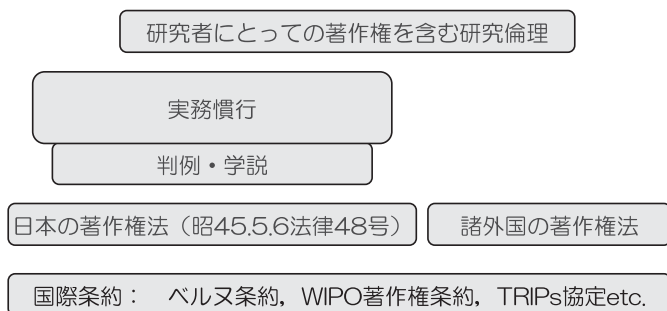 研究者にとっての著作権を含む研究倫理
実務慣行
判例・学説
日本の著作権法（昭45.5.6法律48号）
諸外国の著作権法
国際条約： ベルヌ条約，WIPO著作権条約，TRIPs協定etc.